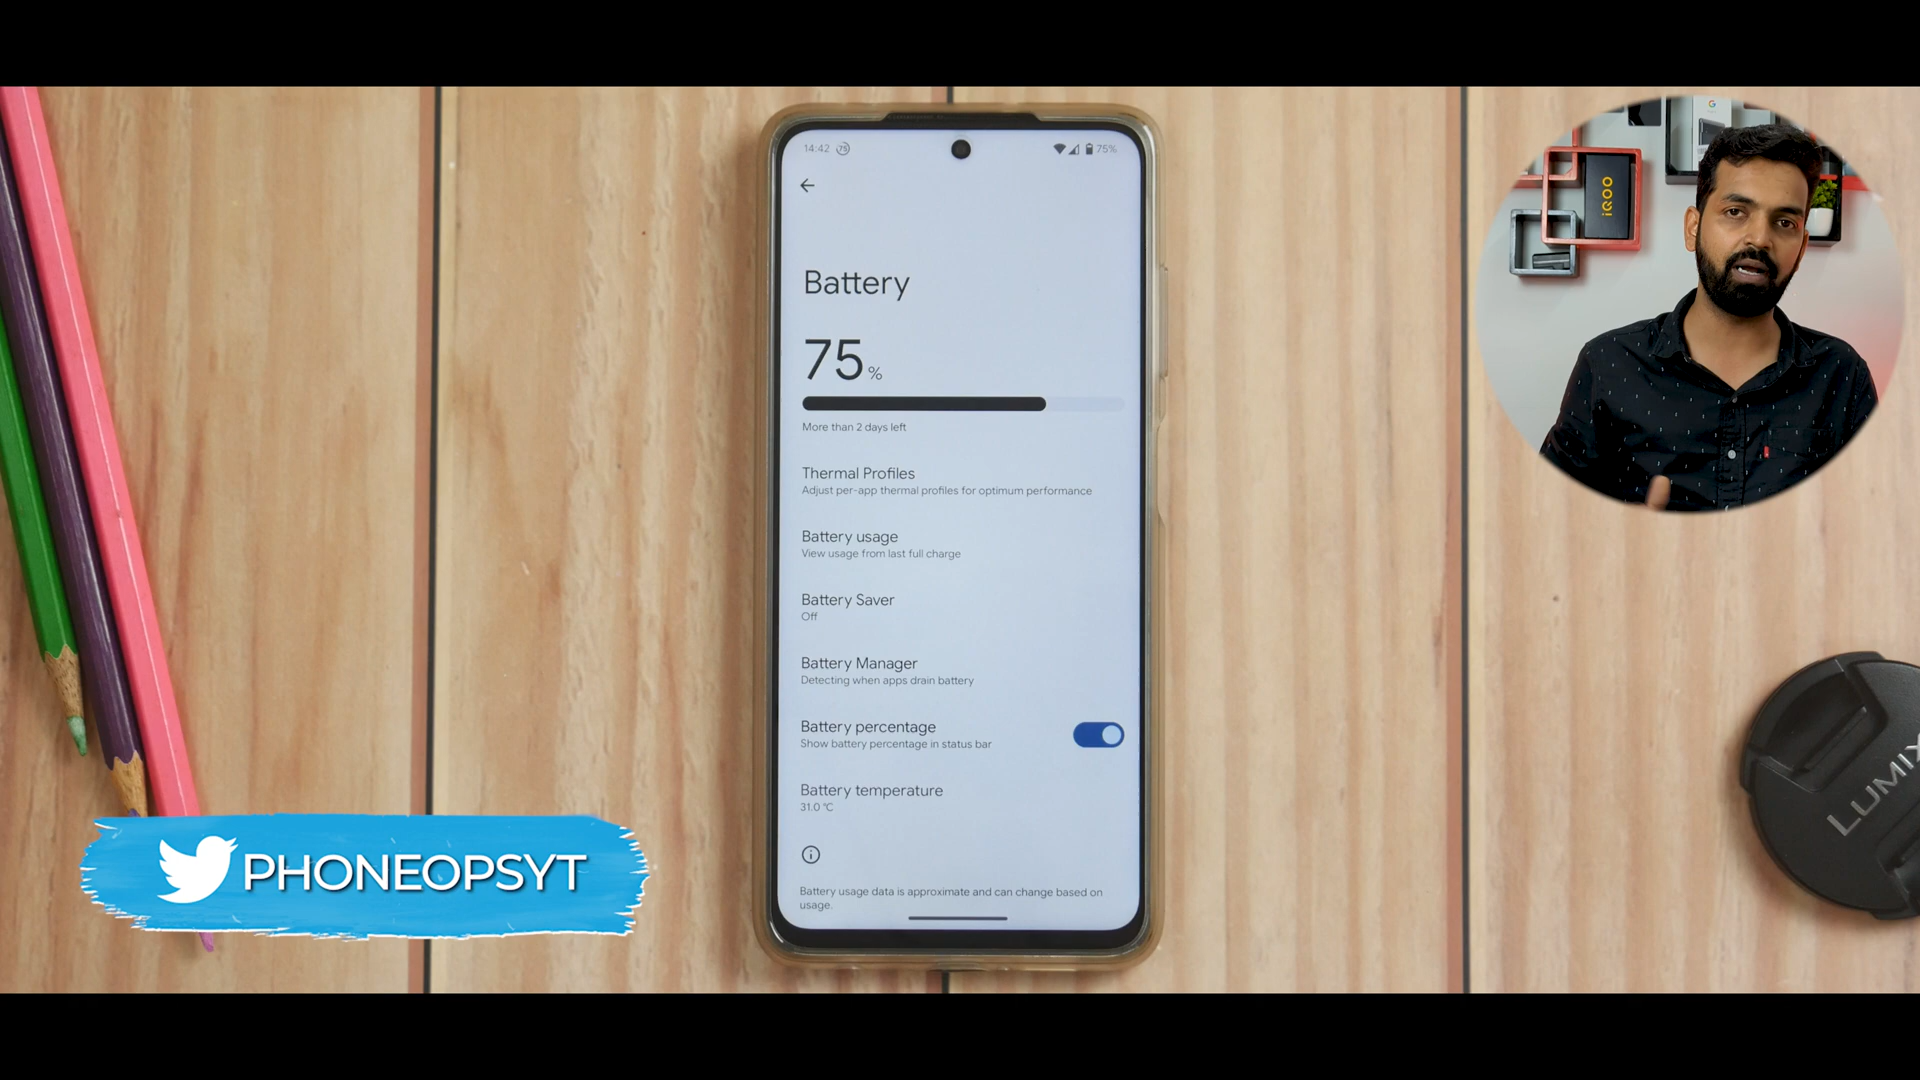 14:42 75
75%
Battery
75 %
More than 2 days left
Thermal Profiles
Adjust per-app thermal profiles for optimum performance
Battery usage
View usage from last full charge
Battery Saver
Off
Battery Manager
Detecting when apps drain battery
Battery percentage
Show battery percentage in status bar
Battery temperature
31.0 °C
Battery usage data is approximate and can change based on
usage.
PHONEOPSYT
iQOO
G
LUMIX